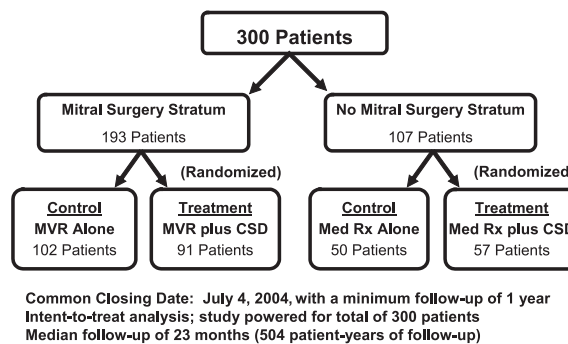 300 Patients
Mitral Surgery Stratum
193 Patients
No Mitral Surgery Stratum
107 Patients
(Randomized)
(Randomized)
Control
MVR Alone
102 Patients
Treatment
MVR plus CSD
91 Patients
Control
Med Rx Alone
50 Patients
Treatment
Med Rx plus CSD
57 Patients
Common Closing Date: July 4, 2004, with a minimum follow-up of 1 year
Intent-to-treat analysis; study powered for total of 300 patients
Median follow-up of 23 months (504 patient-years of follow-up)